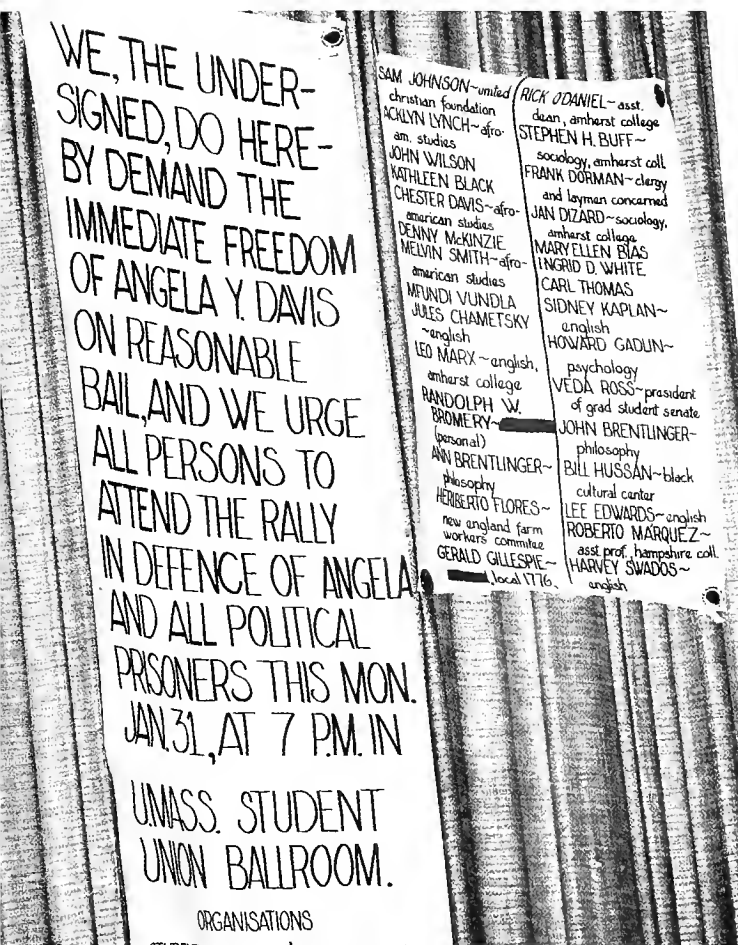 WE, THE UNDER-
SIGNED, DO HERE-
BY DEMAND THE
IMMEDIATE FREEDOM
OF ANGELA Y. DAVIS
ON REASONABLE
BAIL, AND WE URGE
ALL PERSONS TO
ATTEND THE RALLY
IN DEFENCE OF ANGELA
AND ALL POLITICAL
PRISONERS THIS MON.
JAN. 31, AT 7 P.M. IN
U.MASS. STUDENT
UNION BALLROOM.
ORGANISATIONS
SAM JOHNSON~united
christian foundation
ACKLYN LYNCH~afro-
am. studies
JOHN WILSON
KATHLEEN BLACK
CHESTER DAVIS~afro-
american studies
DENNY McKINZIE
MELVIN SMITH~afro-
american studies
MFUNDI VUNDLA
JULES CHAMETSKY
~english
LEO MARX~english,
amherst college
RANDOLPH W.
BROMERY~
(personal)
ANN BRENTLINGER~
philosophy
HERIBERTO FLORES~
new england farm
workers commitee
GERALD GILLESPIE~
local 1776.
RICK O'DANIEL~asst.
dean, amherst college
STEPHEN H. BUFF~
sociology, amherst coll.
FRANK DORMAN~clergy
and laymen concerned
JAN DIZARD~sociology,
amherst college
MARY ELLEN BIAS
INGRID D. WHITE
CARL THOMAS
SIDNEY KAPLAN~
english
HOWARD GADLIN~
psychology
VEDA ROSS~prasident
of grad student senate
JOHN BRENTLINGER~
philosophy
BILL HUSSAN~black
cultural center
LEE EDWARDS~english
ROBERTO MARQUEZ~
asst prof., hampshire coll.
HARVEY SWADOS~
english